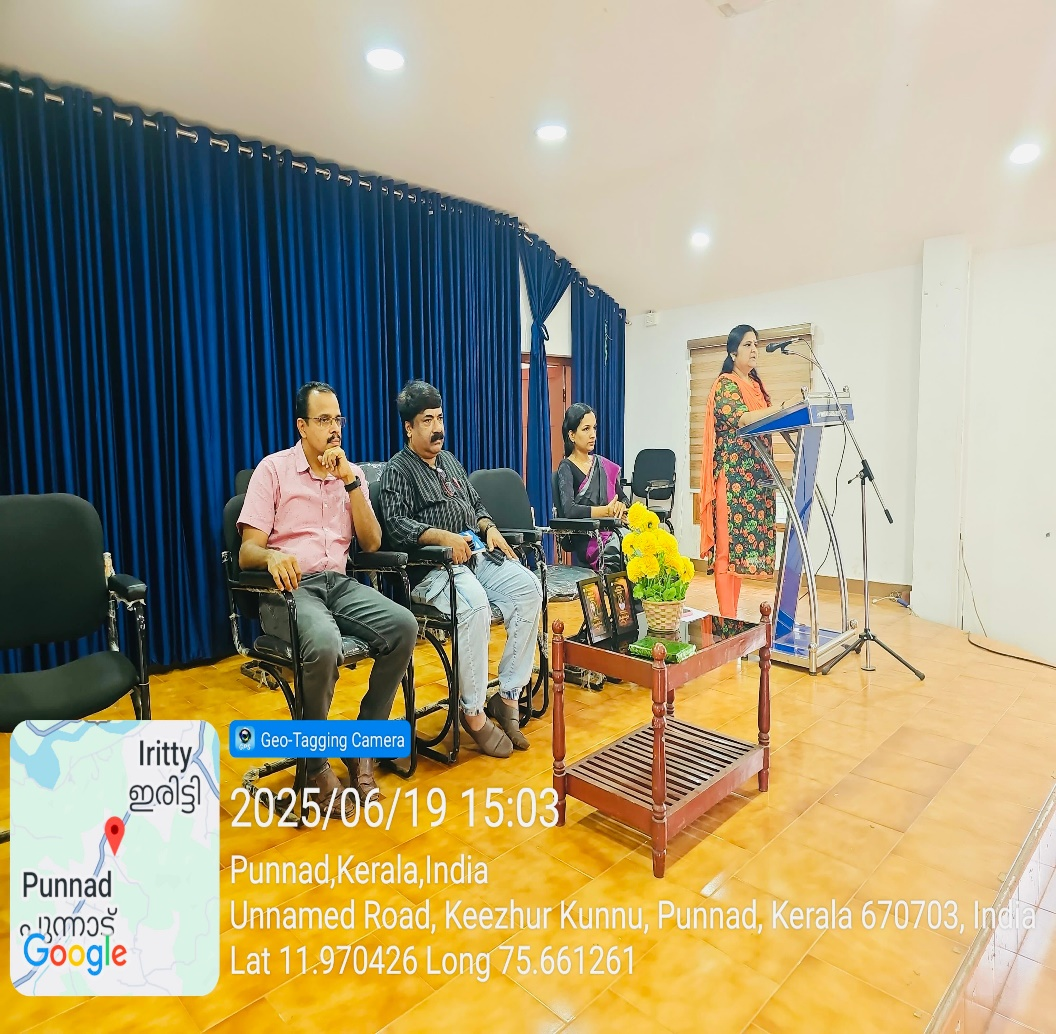 Iritty
ഇരിട്ടി
Punnad
പുന്നാട്
Google
GPS
Geo-Tagging Camera
2025/06/19 15:03
Punnad,Kerala,India
Unnamed Road, Keezhur Kunnu, Punnad, Kerala 670703, India
Lat 11.970426 Long 75.661261